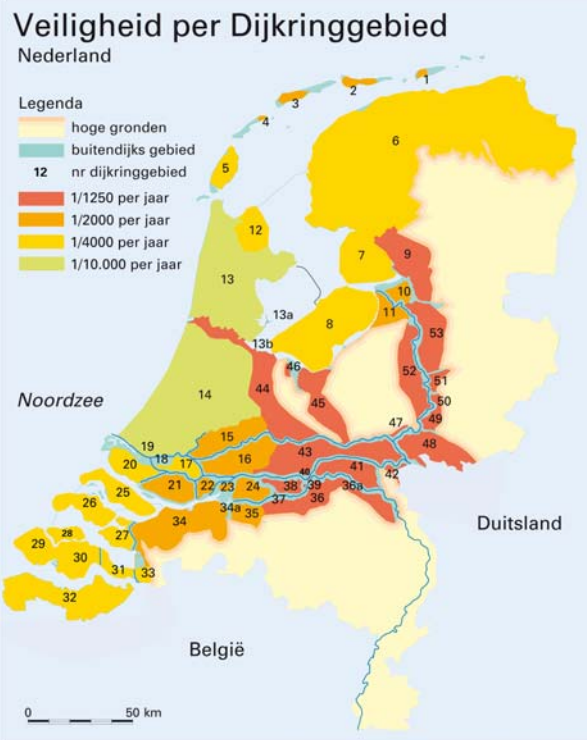 Veiligheid per Dijkringgebied
Nederland
Legenda
hoge gronden
buitendijks gebied
12 nr dijkringgebied
1/1250 per jaar
1/2000 per jaar
1/4000 per jaar
1/10.000 per jaar
1
2
3
4
5
6
7
8
9
10
11
12
13
13a
13b
14
15
16
17
18
19
20
21
22
23
24
25
26
27
28
29
30
31
32
33
34
34a
35
36
36a
37
38
39
40
41
42
43
44
45
46
47
48
49
50
51
52
53
Noordzee
Duitsland
België
0 50 km